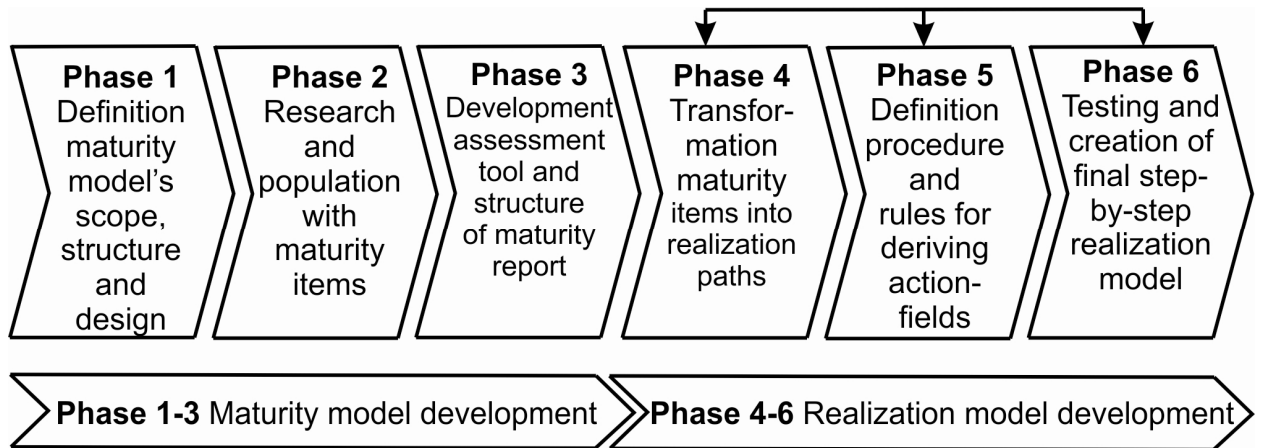 Phase 1
Definition
maturity
model's
scope,
structure
and
design
Phase 2
Research
and
population
with
maturity
items
Phase 3
Development
assessment
tool and
structure
of maturity
report
Phase 4
Transfor-
mation
maturity
items into
realization
paths
Phase 5
Definition
procedure
and
rules for
deriving
action-
fields
Phase 6
Testing and
creation of
final step-
by-step
realization
model
Phase 1-3 Maturity model development
Phase 4-6 Realization model development